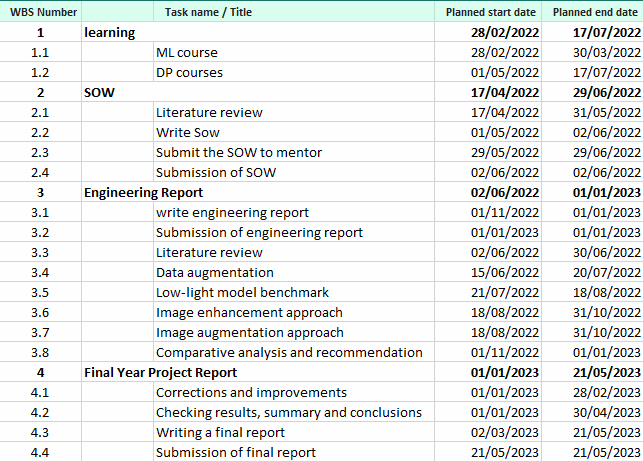 WBS Number Task name / Title Planned start date Planned end date
1 learning 28/02/2022 17/07/2022
1.1 ML course 28/02/2022 30/03/2022
1.2 DP courses 01/05/2022 17/07/2022
2 SOW 17/04/2022 29/06/2022
2.1 Literature review 17/04/2022 31/05/2022
2.2 Write Sow 01/05/2022 02/06/2022
2.3 Submit the SOW to mentor 29/05/2022 29/06/2022
2.4 Submission of SOW 02/06/2022 02/06/2022
3 Engineering Report 02/06/2022 01/01/2023
3.1 write engineering report 01/11/2022 01/01/2023
3.2 Submission of engineering report 01/01/2023 01/01/2023
3.3 Literature review 02/06/2022 30/06/2022
3.4 Data augmentation 15/06/2022 20/07/2022
3.5 Low-light model benchmark 21/07/2022 18/08/2022
3.6 Image enhancement approach 18/08/2022 31/10/2022
3.7 Image augmentation approach 18/08/2022 31/10/2022
3.8 Comparative analysis and recommendation 01/11/2022 01/01/2023
4 Final Year Project Report 01/01/2023 21/05/2023
4.1 Corrections and improvements 01/01/2023 28/02/2023
4.2 Checking results, summary and conclusions 01/01/2023 30/04/2023
4.3 Writing a final report 02/03/2023 21/05/2023
4.4 Submission of final report 21/05/2023 21/05/2023